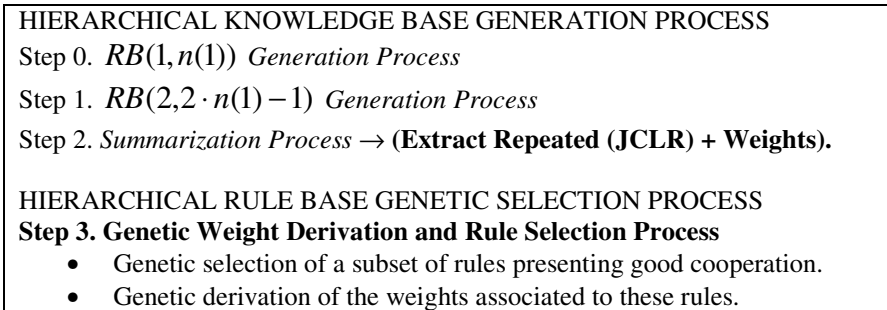 HIERARCHICAL KNOWLEDGE BASE GENERATION PROCESS
Step 0. RB(1,n(1)) Generation Process
Step 1. RB(2,2·n(1)−1) Generation Process
Step 2. Summarization Process → (Extract Repeated (JCLR) + Weights).
HIERARCHICAL RULE BASE GENETIC SELECTION PROCESS
Step 3. Genetic Weight Derivation and Rule Selection Process
• Genetic selection of a subset of rules presenting good cooperation.
• Genetic derivation of the weights associated to these rules.